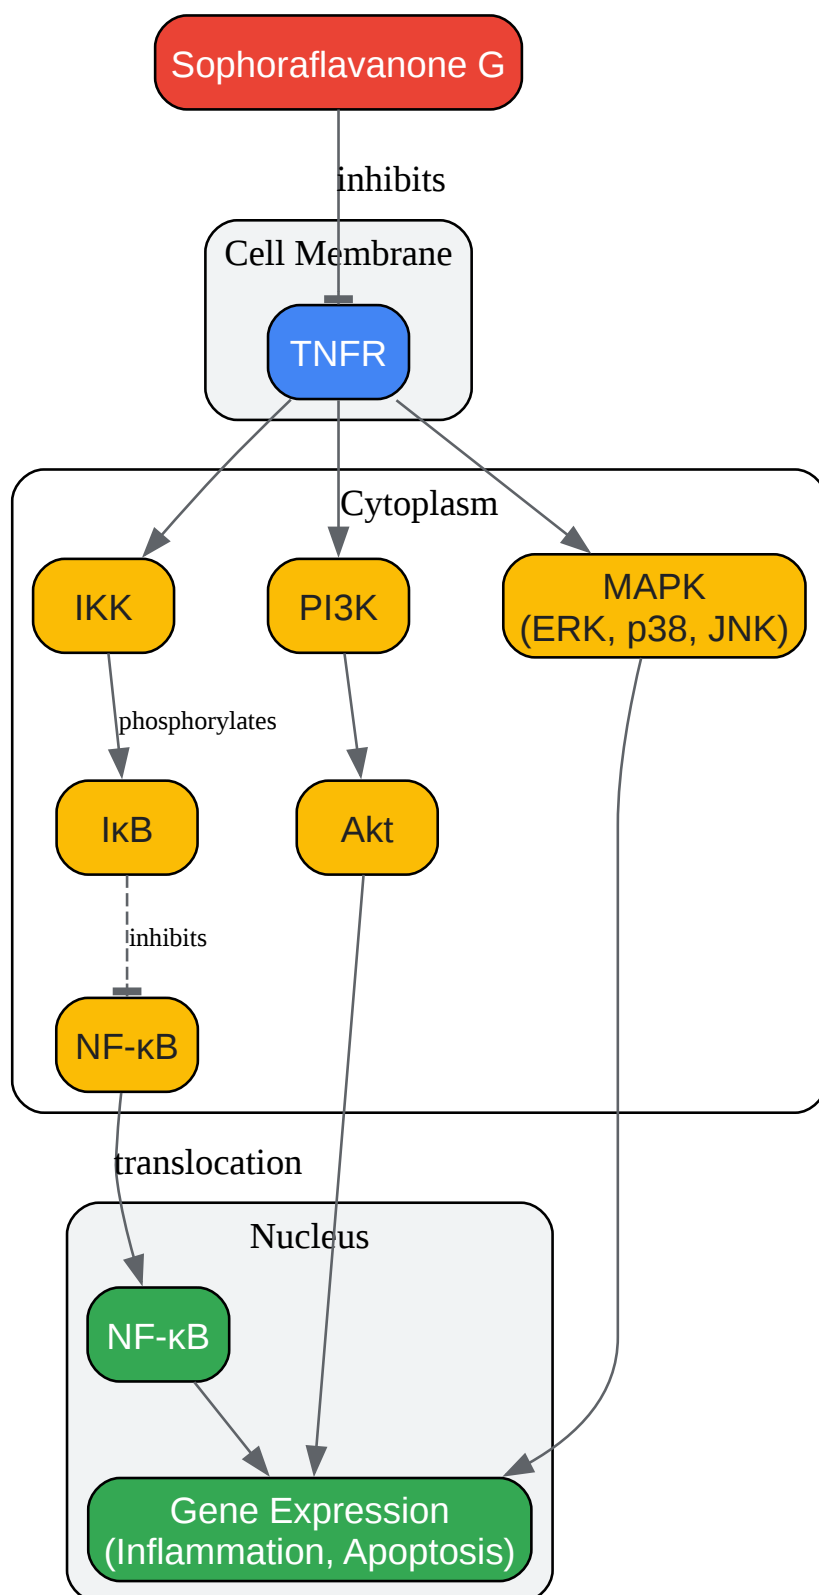 Sophoraflavanone G
inhibits
Cell Membrane
TNFR
Cytoplasm
IKK
PI3K
MAPK
(ERK, p38, JNK)
phosphorylates
IκB
Akt
inhibits
NF-κB
translocation
Nucleus
NF-κB
Gene Expression
(Inflammation, Apoptosis)